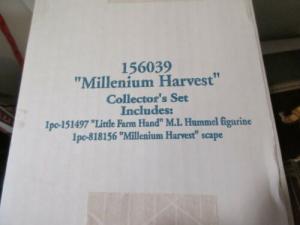 156039
"Millenium Harvest"
Collector's Set
Includes:
1pc-151497 "Little Farm Hand" M.I. Hummel figurine
1pc-818156 "Millenium Harvest" scape